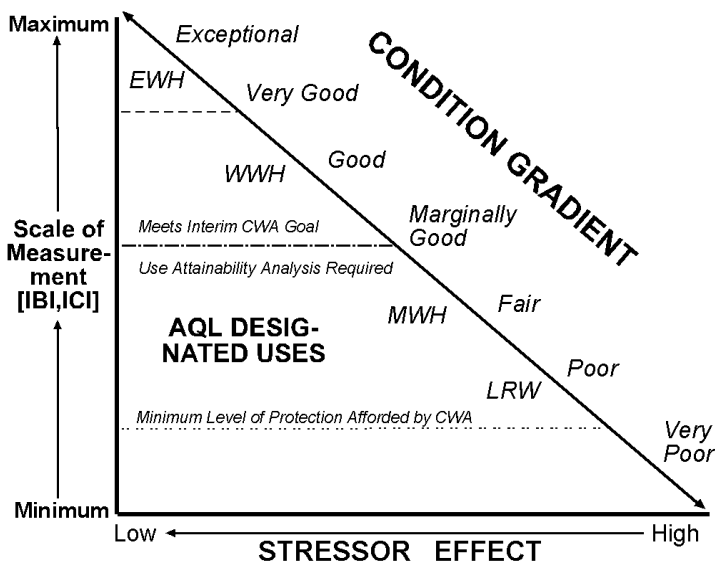 Maximum
Exceptional
CONDITION GRADIENT
EWH
Very Good
Good
WWH
Marginally
Good
Meets Interim CWA Goal
Scale of
Measure-
ment
[IBI,ICI]
Use Attainability Analysis Required
AQL DESIG-
NATED USES
MWH
Fair
Poor
LRW
Minimum Level of Protection Afforded by CWA
Very
Poor
Minimum
Low
High
STRESSOR EFFECT